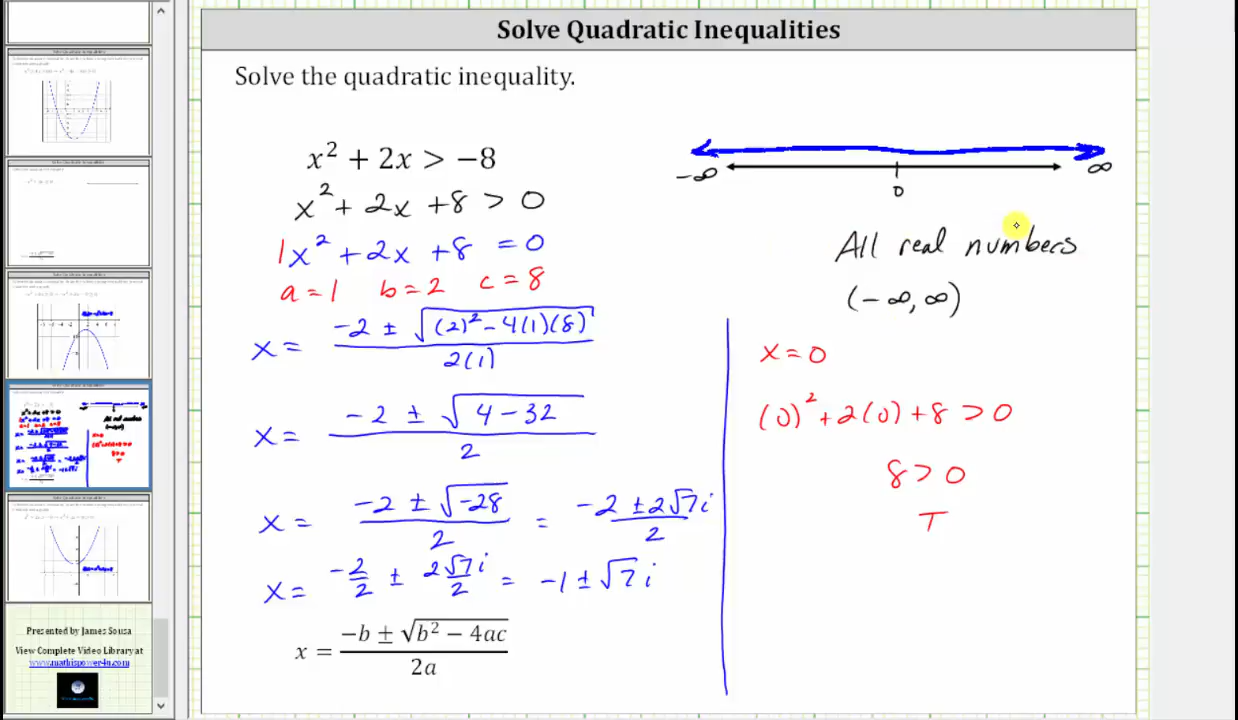 Solve Quadratic Inequalities
Solve the quadratic inequality.
x² + 2x > −8
x² + 2x + 8 > 0
1x² + 2x + 8 = 0
a = 1 b = 2 c = 8
x = (-2 ± √((2)² - 4(1)(8))) / 2(1)
x = (-2 ± √(4 - 32)) / 2
x = (-2 ± √-28) / 2 = (-2 ± 2√7 i) / 2
x = -2/2 ± 2√7 i / 2 = -1 ± √7 i
x = (−b ± √(b² − 4ac)) / 2a
-∞ 0 ∞
All real numbers
(-∞, ∞)
x = 0
(0)² + 2(0) + 8 > 0
8 > 0
T
Presented by James Sousa
View Complete Video Library at
www.mathispower4u.com